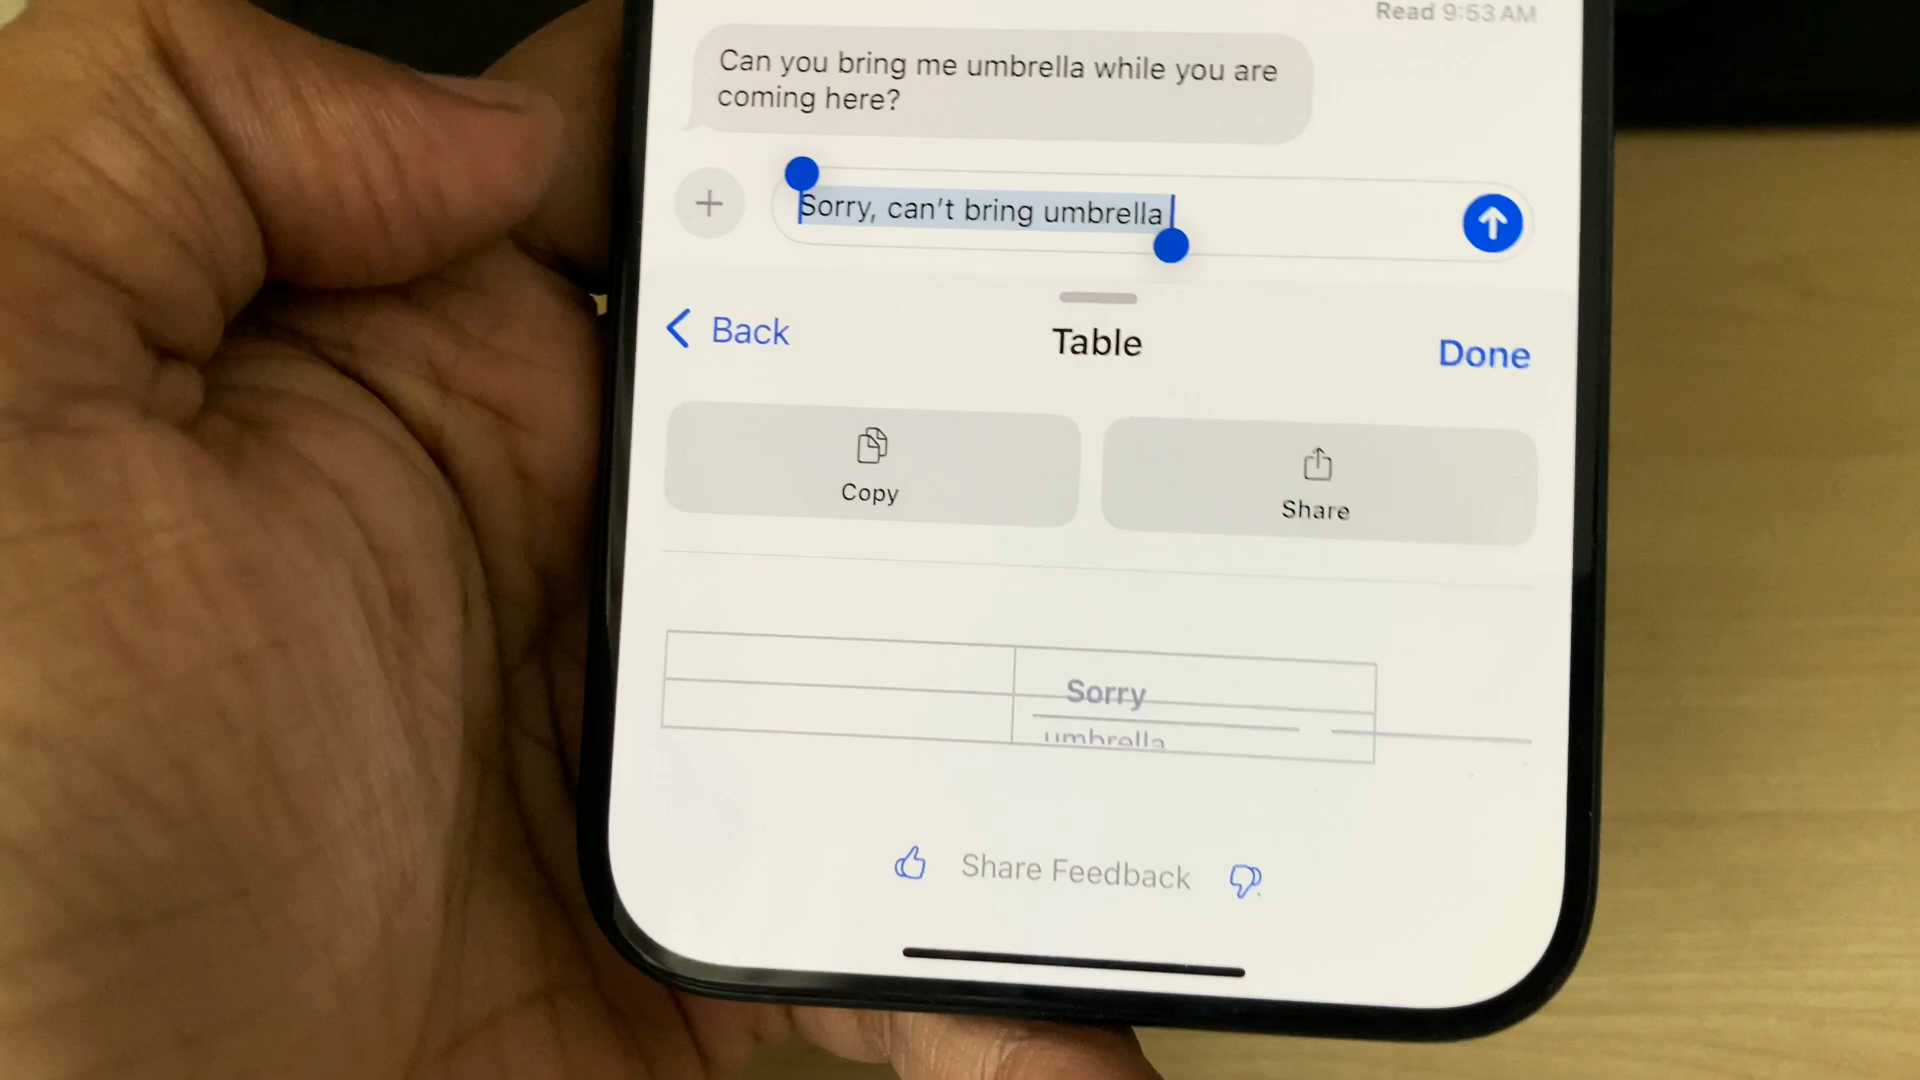 Read 9:53 AM
Can you bring me umbrella while you are
coming here?
Sorry, can't bring umbrella
Back
Table
Done
Copy
Share
Sorry
umbrella
Share Feedback